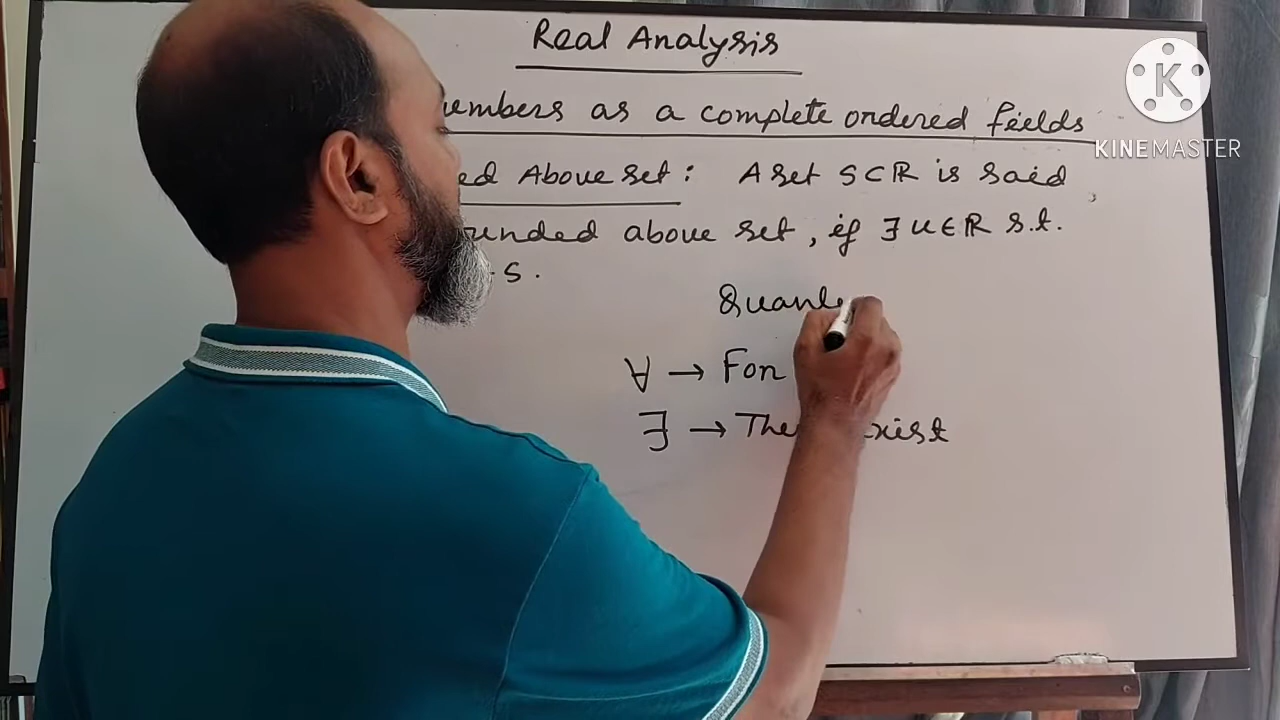 Real Analysis
umbers as a complete ordered fields
ed Above set : A set S⊂ℝ is said
unded above set, if ∃ u∈ℝ s.t.
S.
Quant
∀ → For
∃ → The xist
K
KINEMASTER